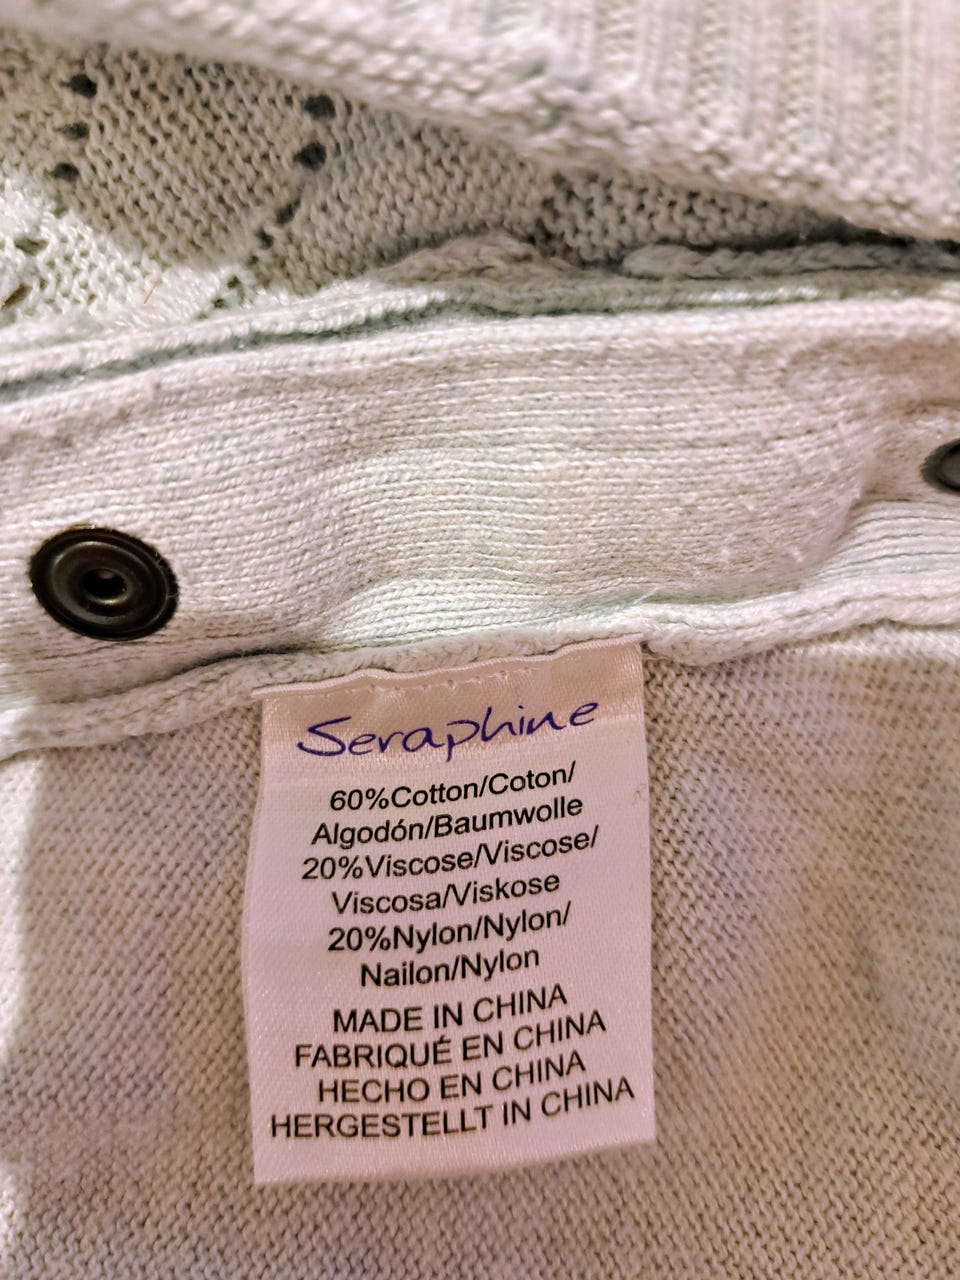 Seraphine
60%Cotton/Coton/
Algodón/Baumwolle
20%Viscose/Viscose/
Viscosa/Viskose
20%Nylon/Nylon/
Nailon/Nylon
MADE IN CHINA
FABRIQUÉ EN CHINA
HECHO EN CHINA
HERGESTELLT IN CHINA